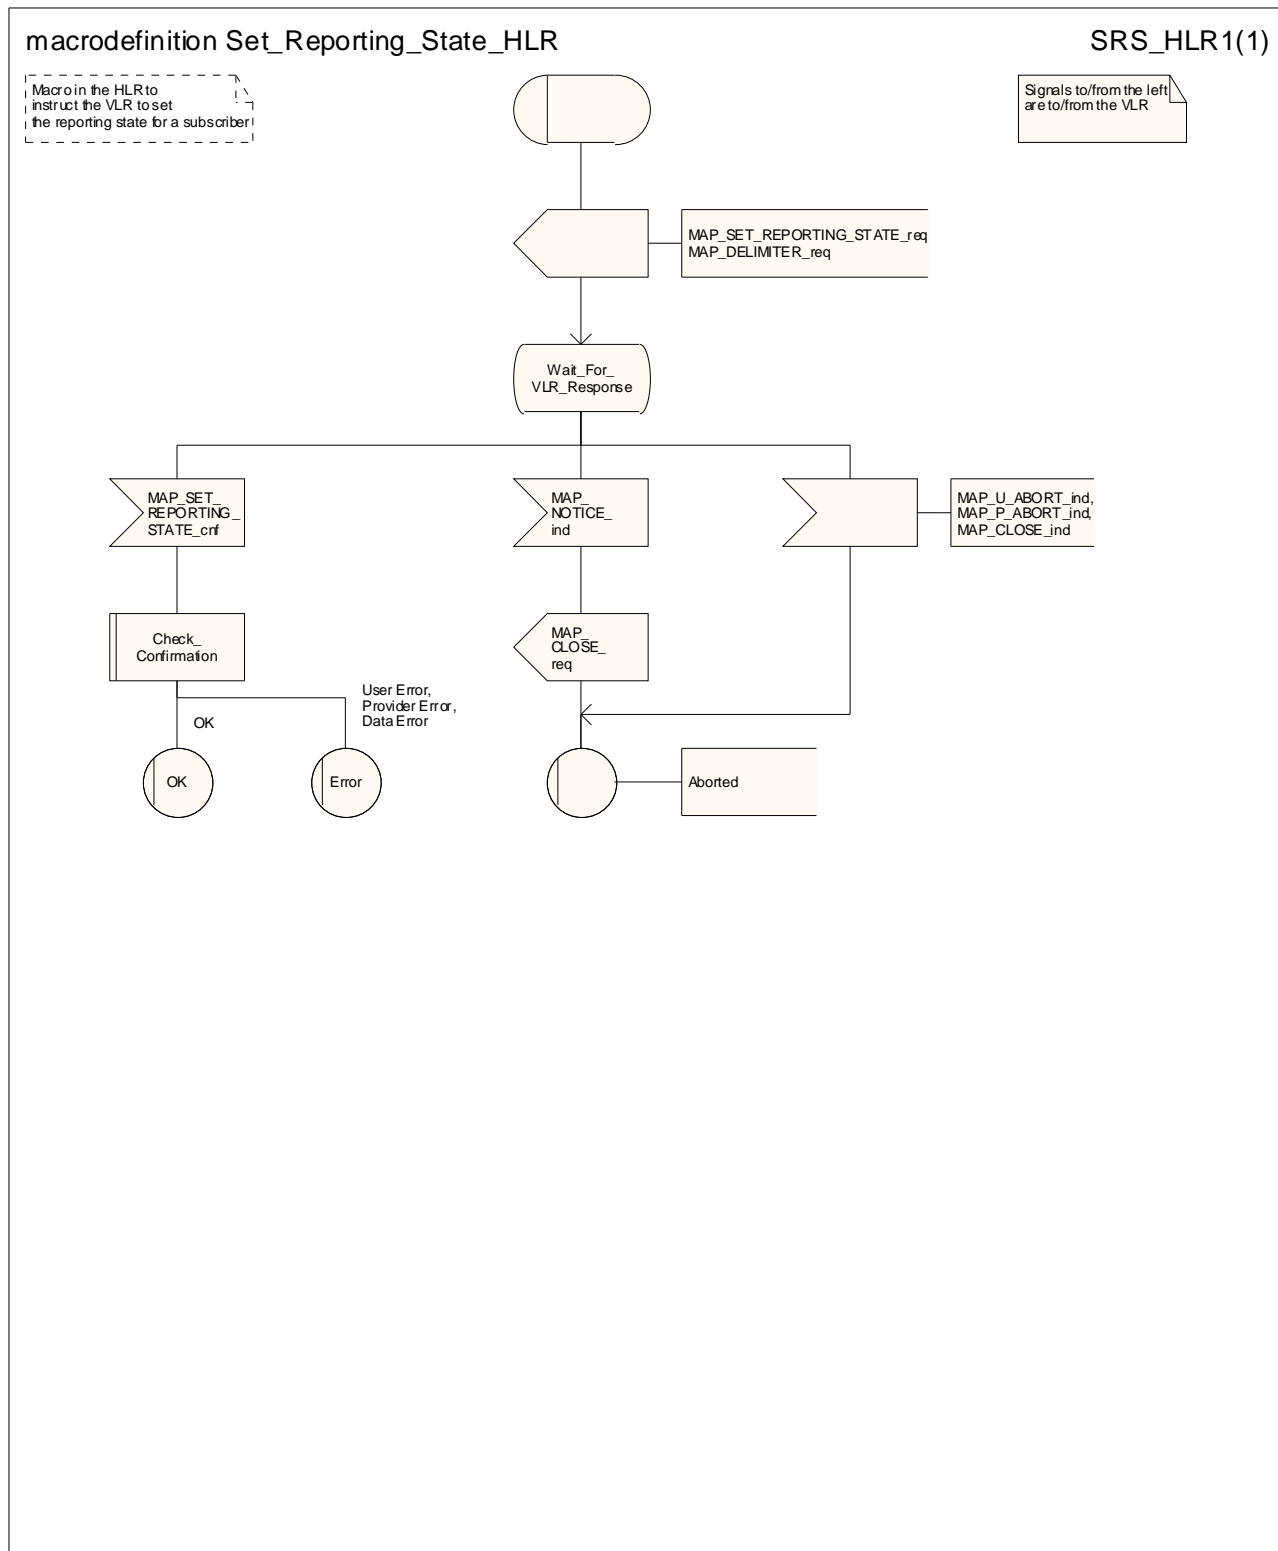 macrodefinition Set_Reporting_State_HLR
SRS_HLR1(1)
Macro in the HLR to
instruct the VLR to set
the reporting state for a subscriber
Signals to/from the left
are to/from the VLR
MAP_SET_REPORTING_STATE_req
MAP_DELIMITER_req
Wait_For_
VLR_Response
MAP_SET_
REPORTING_
STATE_cnf
MAP_
NOTICE_
ind
MAP_U_ABORT_ind,
MAP_P_ABORT_ind,
MAP_CLOSE_ind
Check_
Confirmation
MAP_
CLOSE_
req
User Error,
Provider Error,
Data Error
OK
OK
Error
Aborted